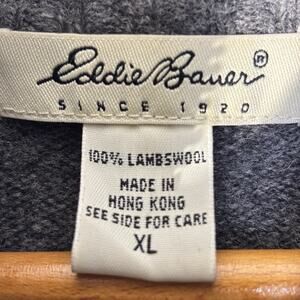 Eddie Bauer®
SINCE 1920
100% LAMBSWOOL
MADE IN
HONG KONG
SEE SIDE FOR CARE
XL